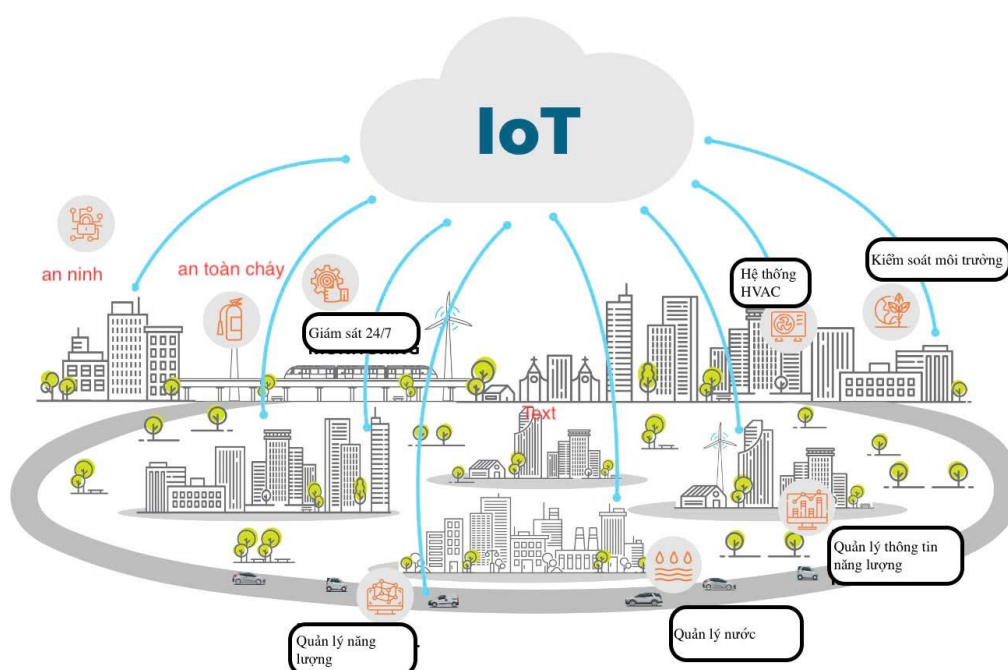 IoT
an ninh
an toàn cháy
Giám sát 24/7
Hệ thống
HVAC
Kiểm soát môi trường
Text
Quản lý thông tin
năng lượng
Quản lý năng
lượng
Quản lý nước